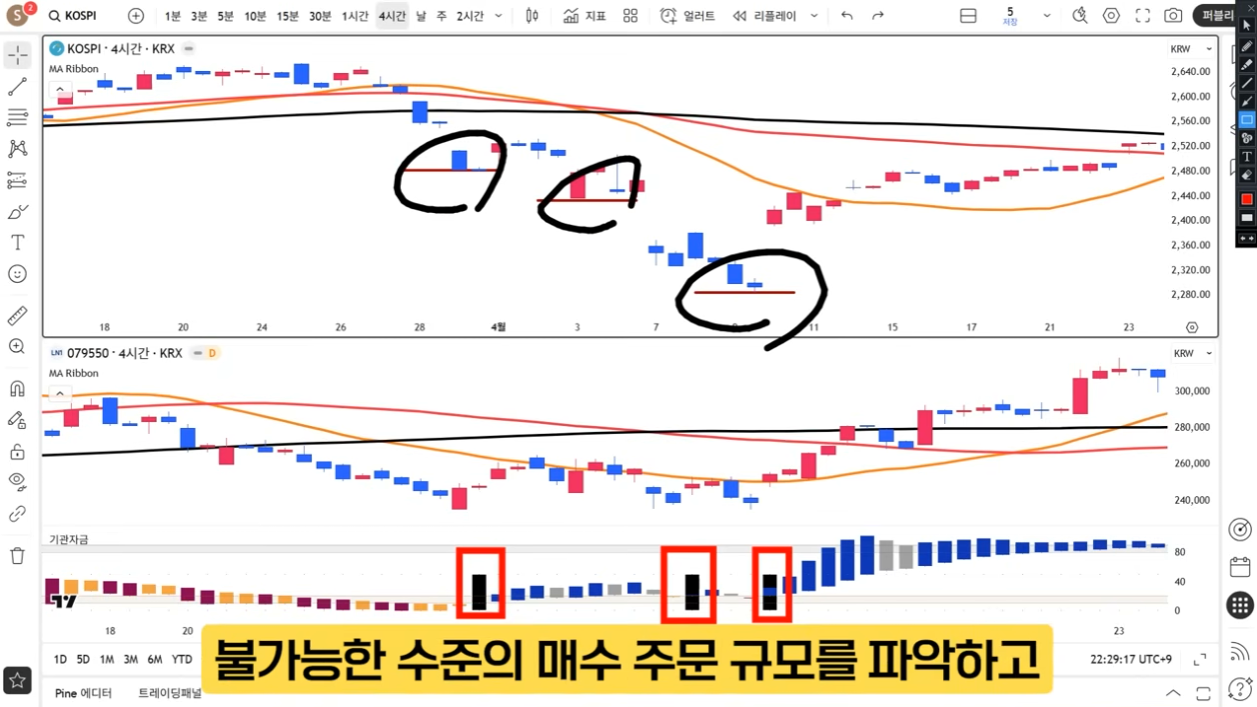 S 15 KOSPI 1분 3분 5분 10분 15분 30분 1시간 4시간 날 주 2시간 지표 얼러트 리플레이 5 저장 퍼블리
KOSPI · 4시간 · KRX
MA Ribbon
KRW
2,640.00
2,600.00
2,560.00
2,520.00
2,480.00
2,440.00
2,400.00
2,360.00
2,320.00
2,280.00
18 20 24 26 28 4월 3 7 9 11 15 17 21 23
LN1 079550 · 4시간 · KRX D
MA Ribbon
KRW
300,000
280,000
260,000
240,000
기관자금
80
40
0
18 20 23
불가능한 수준의 매수 주문 규모를 파악하고
1D 5D 1M 3M 6M YTD 22:29:17 UTC+9
Pine 에디터 트레이딩패널